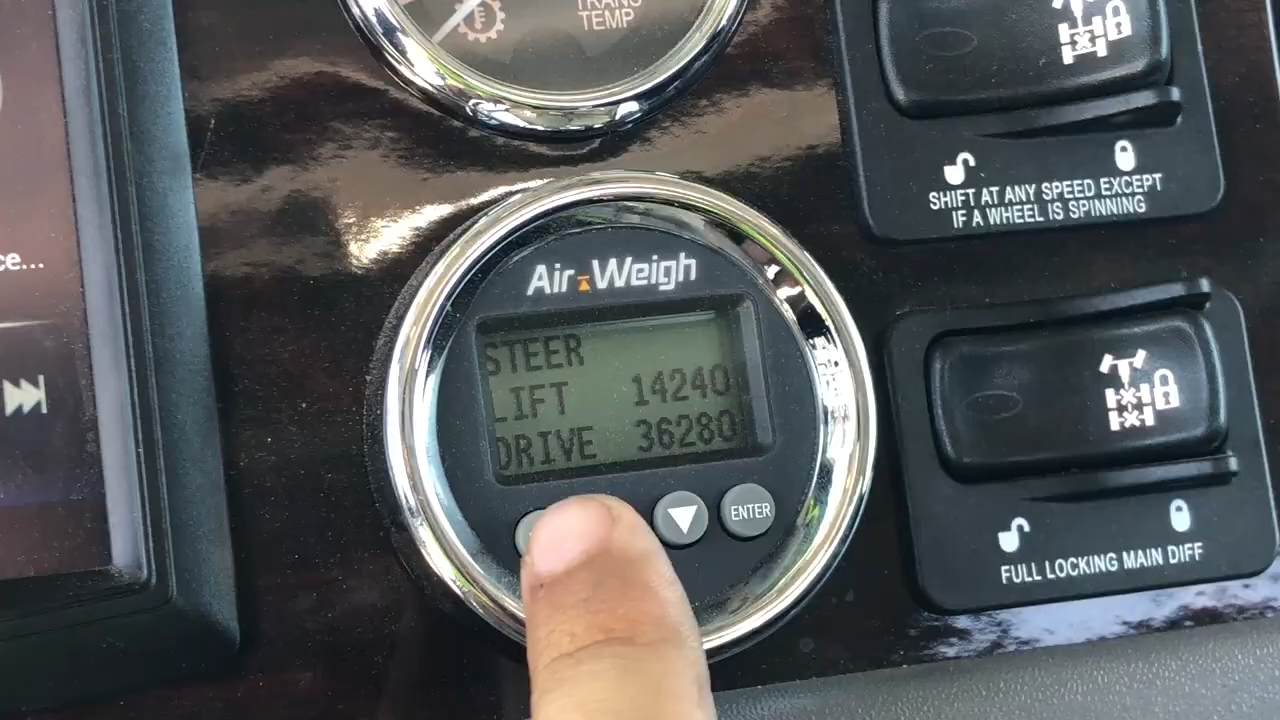 TRANS
TEMP
SHIFT AT ANY SPEED EXCEPT
IF A WHEEL IS SPINNING
ce...
Air Weigh
STEER
LIFT 14240
DRIVE 36280
ENTER
FULL LOCKING MAIN DIFF